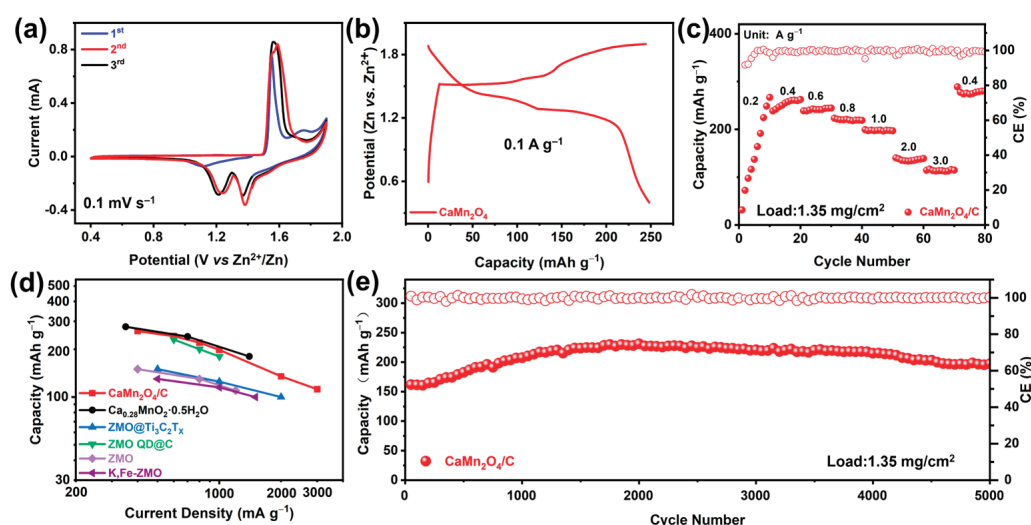 (a)
1st
2nd
3rd
0.1 mV s⁻¹
Current (mA)
0.8
0.4
0.0
-0.4
0.4
0.8
1.2
1.6
2.0
Potential (V vs Zn²⁺/Zn)
(b)
Potential (Zn vs. Zn²⁺)
1.8
1.2
0.6
0.1 A g⁻¹
CaMn₂O₄
0
50
100
150
200
250
Capacity (mAh g⁻¹)
(c)
Unit: A g⁻¹
Capacity (mAh g⁻¹)
400
200
0
0.2
0.4
0.6
0.8
1.0
2.0
3.0
0.4
Load:1.35 mg/cm²
CaMn₂O₄/C
0
20
40
60
80
Cycle Number
100
80
60
40
30
20
10
0
CE (%)
(d)
Capacity (mAh g⁻¹)
500
300
200
100
30
CaMn₂O₄/C
Ca₀.₂₈MnO₂·0.5H₂O
ZMO@Ti₃C₂Tₓ
ZMO QD@C
ZMO
K,Fe-ZMO
200
1000
2000
3000
Current Density (mA g⁻¹)
(e)
Capacity (mAh g⁻¹)
300
250
200
150
100
50
0
CaMn₂O₄/C
Load:1.35 mg/cm²
0
1000
2000
3000
4000
5000
Cycle Number
100
80
60
40
20
0
CE (%)